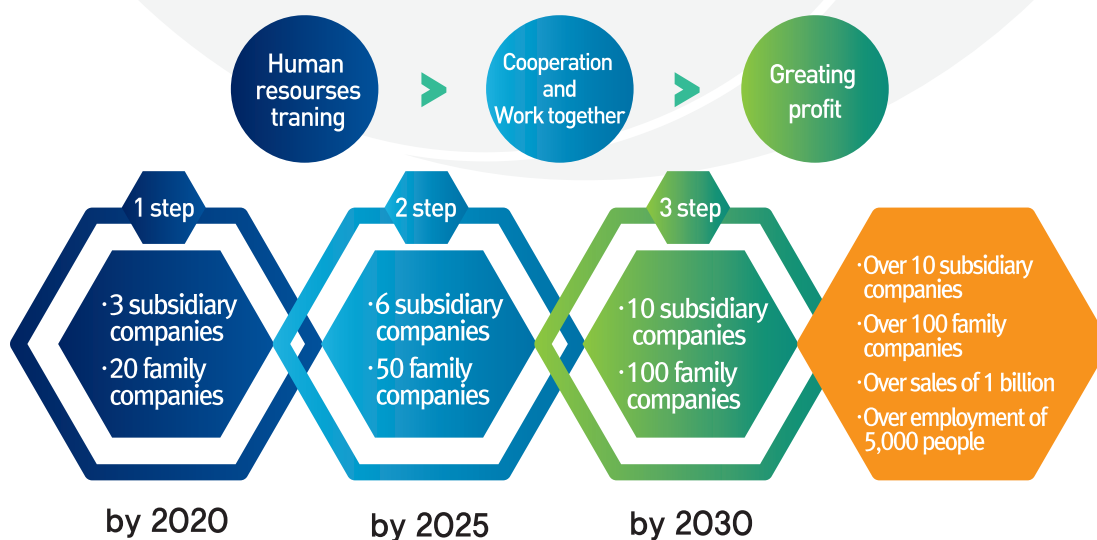 Human
resourses
traning
>
Cooperation
and
Work together
>
Greating
profit
1 step
·3 subsidiary
companies
·20 family
companies
by 2020
2 step
·6 subsidiary
companies
·50 family
companies
by 2025
3 step
·10 subsidiary
companies
·100 family
companies
by 2030
·Over 10 subsidiary
companies
·Over 100 family
companies
·Over sales of 1 billion
·Over employment of
5,000 people